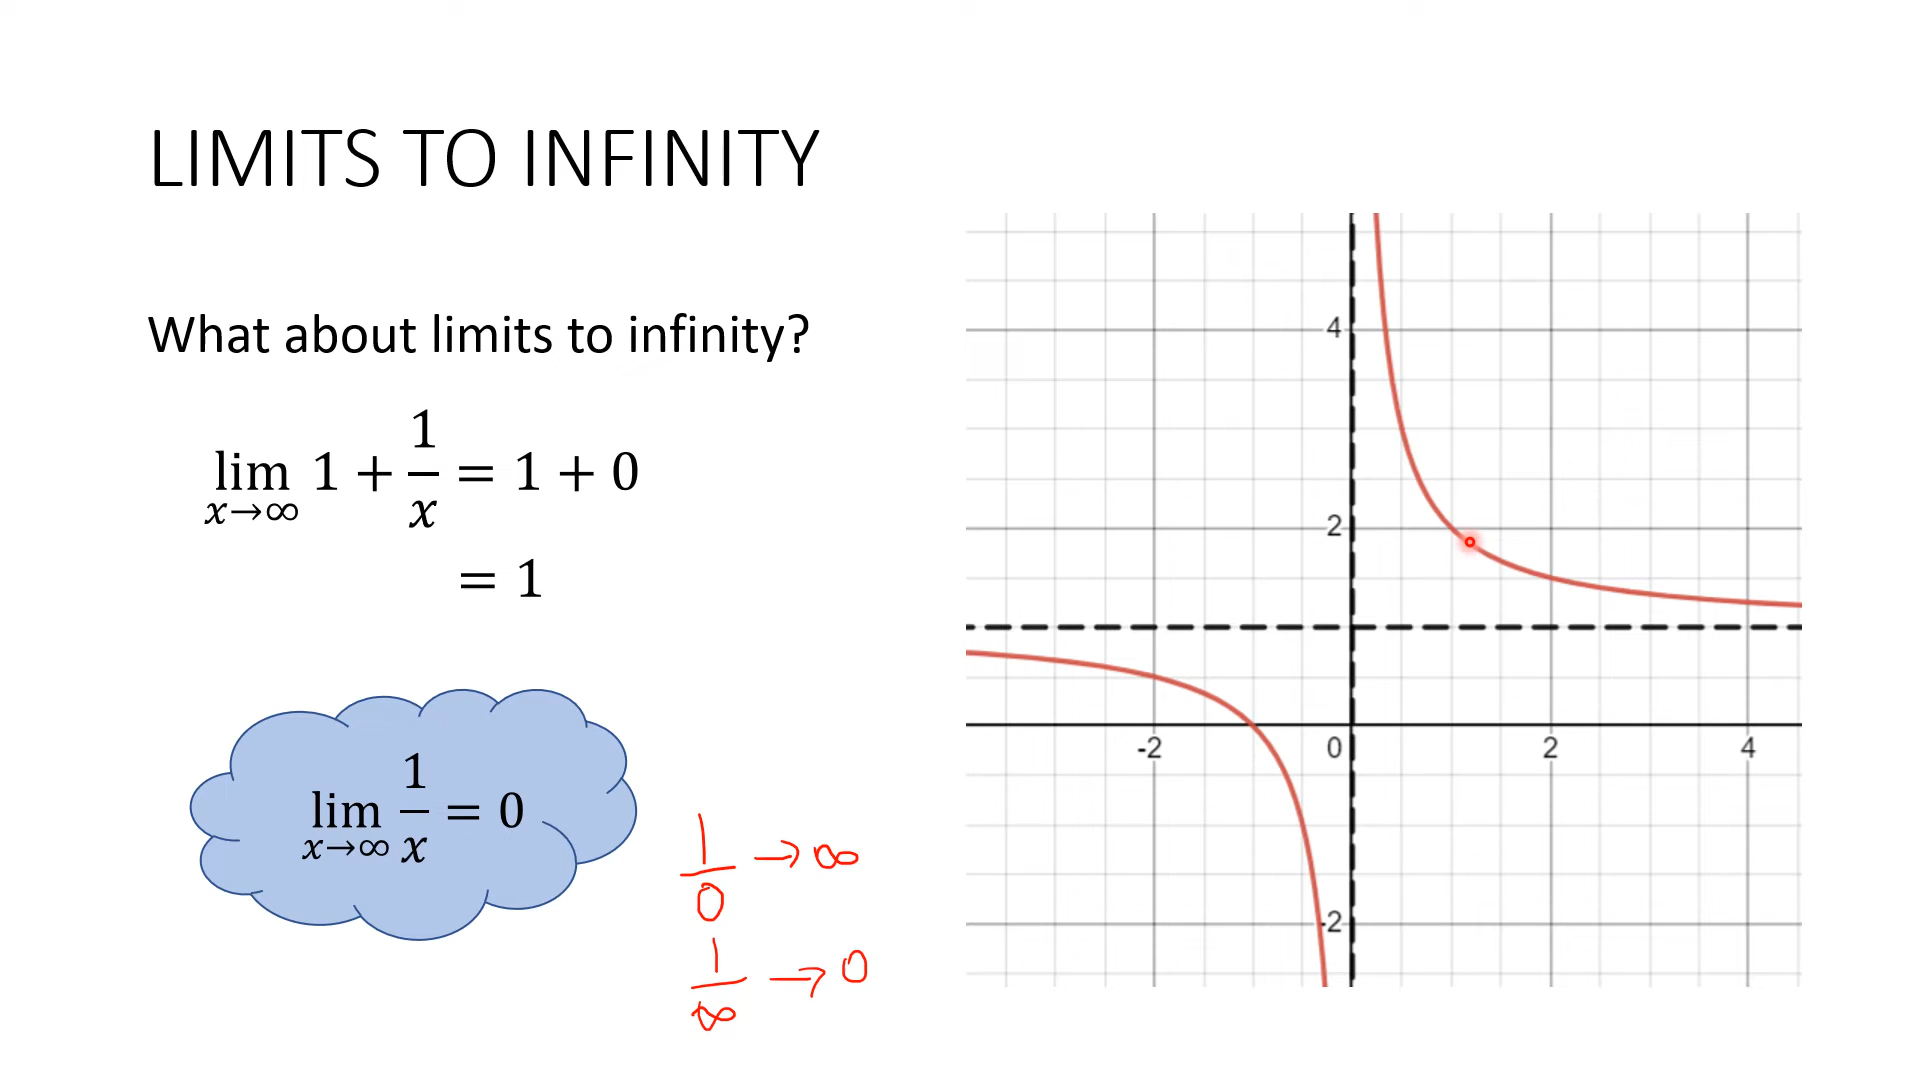 LIMITS TO INFINITY
What about limits to infinity?
lim x→∞ 1 + 1/x = 1 + 0
= 1
lim x→∞ 1/x = 0
1/0 → ∞
1/∞ → 0
4
2
-2 0 2 4
-2